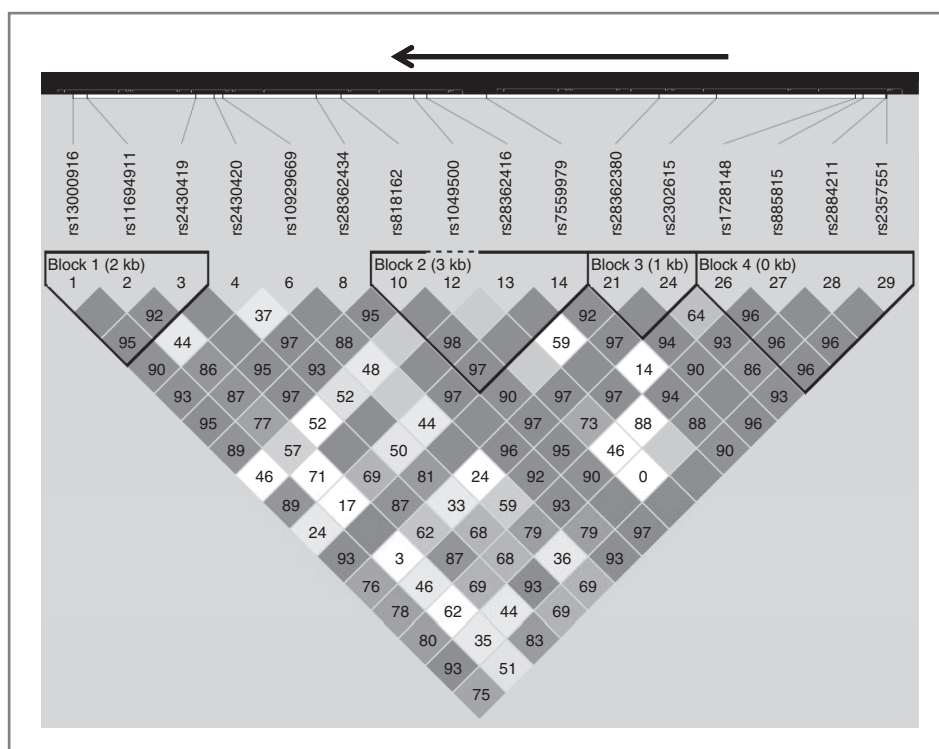 rs13000916
rs11694911
rs2430419
rs2430420
rs10929669
rs28362434
rs818162
rs1049500
rs28362416
rs7559979
rs28362380
rs2302615
rs1728148
rs885815
rs2884211
rs2357551
Block 1 (2 kb) Block 2 (3 kb) Block 3 (1 kb) Block 4 (0 kb)
1 2 3 4 6 8 10 12 13 14 21 24 26 27 28 29
92 37 95 92 64 96
95 44 97 88 98 59 97 94 93 96 96
90 86 95 93 48 97 14 90 86 96
93 87 97 52 97 90 97 97 94 93
95 77 52 44 97 73 88 88 96
89 57 50 96 95 46 90
46 71 69 81 24 92 90 0
89 17 87 33 59 93
24 62 68 79 79 97
93 3 87 68 36 93
76 46 69 93 69
78 62 44 69
80 35 83
93 51
75